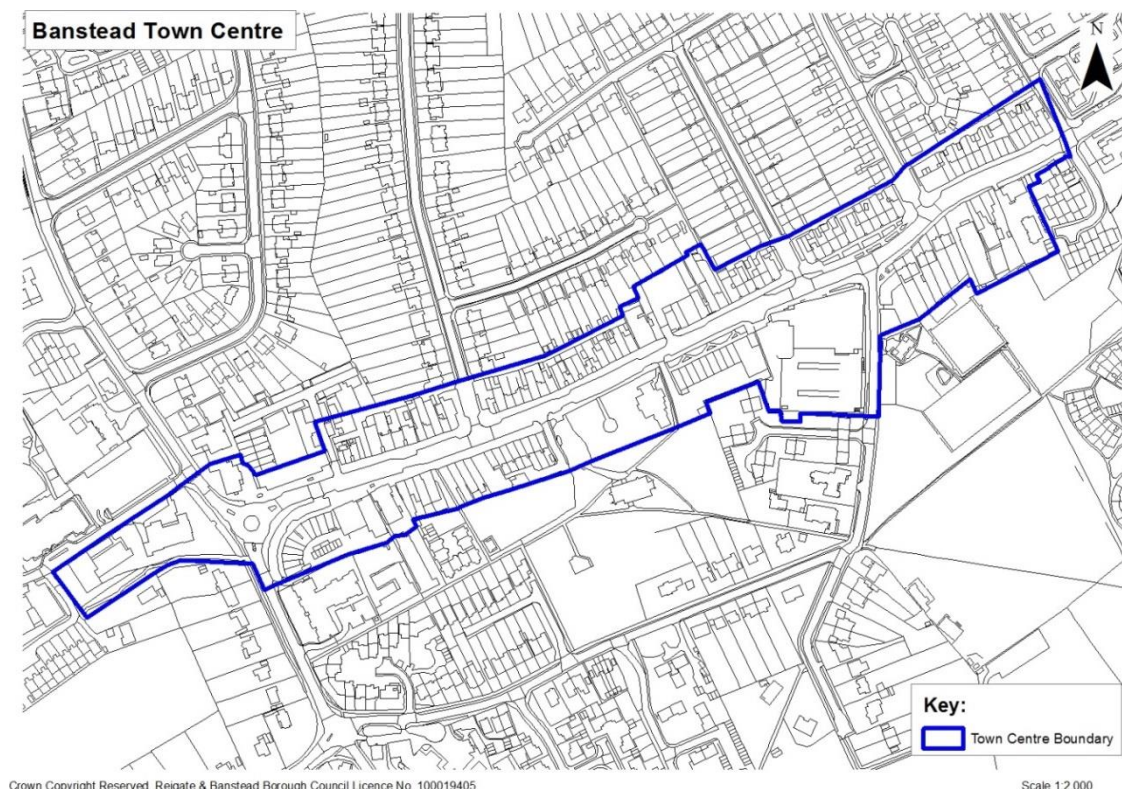 Banstead Town Centre
N
Key:
Town Centre Boundary
Crown Copyright Reserved. Reigate & Banstead Borough Council Licence No. 100019405
Scale 1:2,000